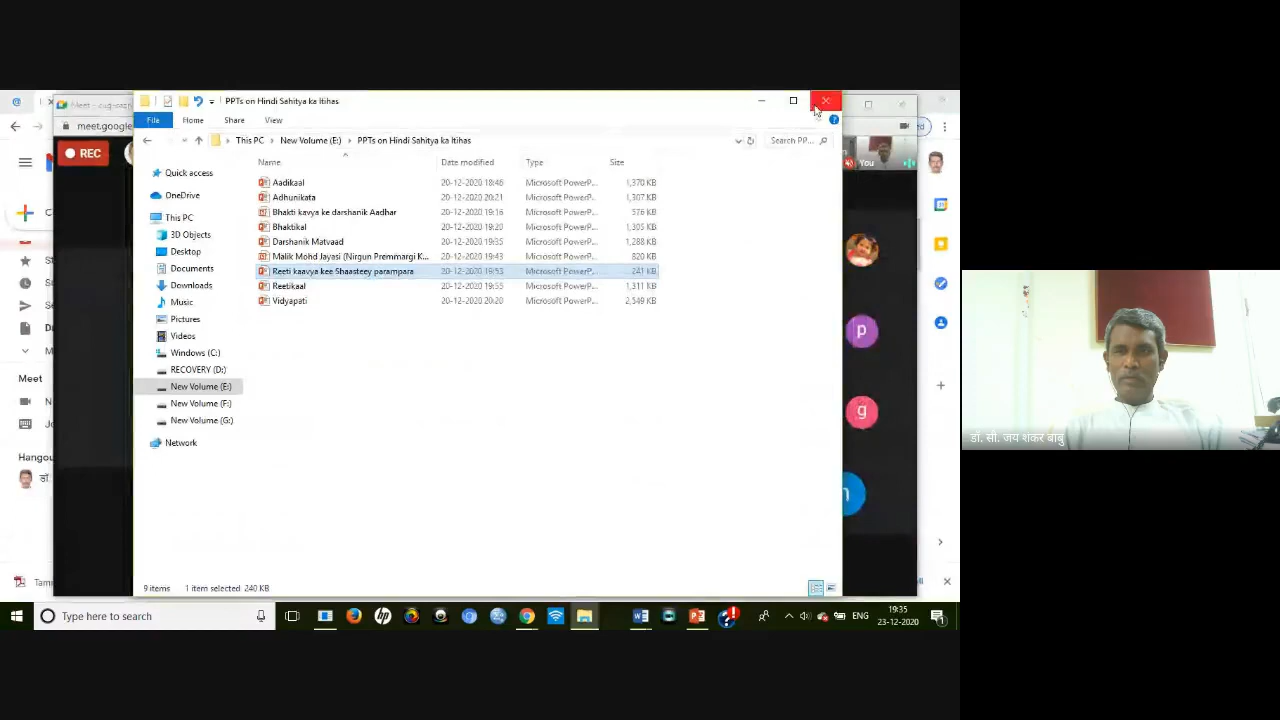 PPTs on Hindi Sahitya ka Itihas
meet.google
File Home Share View
REC
You
This PC New Volume (E:) PPTs on Hindi Sahitya ka Itihas
Search PP...
Name Date modified Type Size
Quick access
OneDrive
This PC
3D Objects
Desktop
Documents
Downloads
Music
Pictures
Videos
Windows (C:)
RECOVERY (D:)
New Volume (E:)
New Volume (F:)
New Volume (G:)
Network
Aadikaal 20-12-2020 18:46 Microsoft PowerP... 1,370 KB
Adhunikata 20-12-2020 20:21 Microsoft PowerP... 1,307 KB
Bhakti kavya ke darshanik Aadhar 20-12-2020 19:16 Microsoft PowerP... 576 KB
Bhaktikal 20-12-2020 19:20 Microsoft PowerP... 1,305 KB
Darshanik Matvaad 20-12-2020 19:35 Microsoft PowerP... 1,288 KB
Malik Mohd Jayasi (Nirgun Premmargi K... 20-12-2020 19:43 Microsoft PowerP... 820 KB
Reeti kaavya kee Shaasteey parampara 20-12-2020 19:53 Microsoft PowerP... 241 KB
Reetikaal 20-12-2020 19:55 Microsoft PowerP... 1,311 KB
Vidyapati 20-12-2020 20:20 Microsoft PowerP... 2,549 KB
p
g
Meet
Hangou
9 items 1 item selected 240 KB
Type here to search
ENG
19:35
23-12-2020
डॉ. सी. जय शंकर बाबु